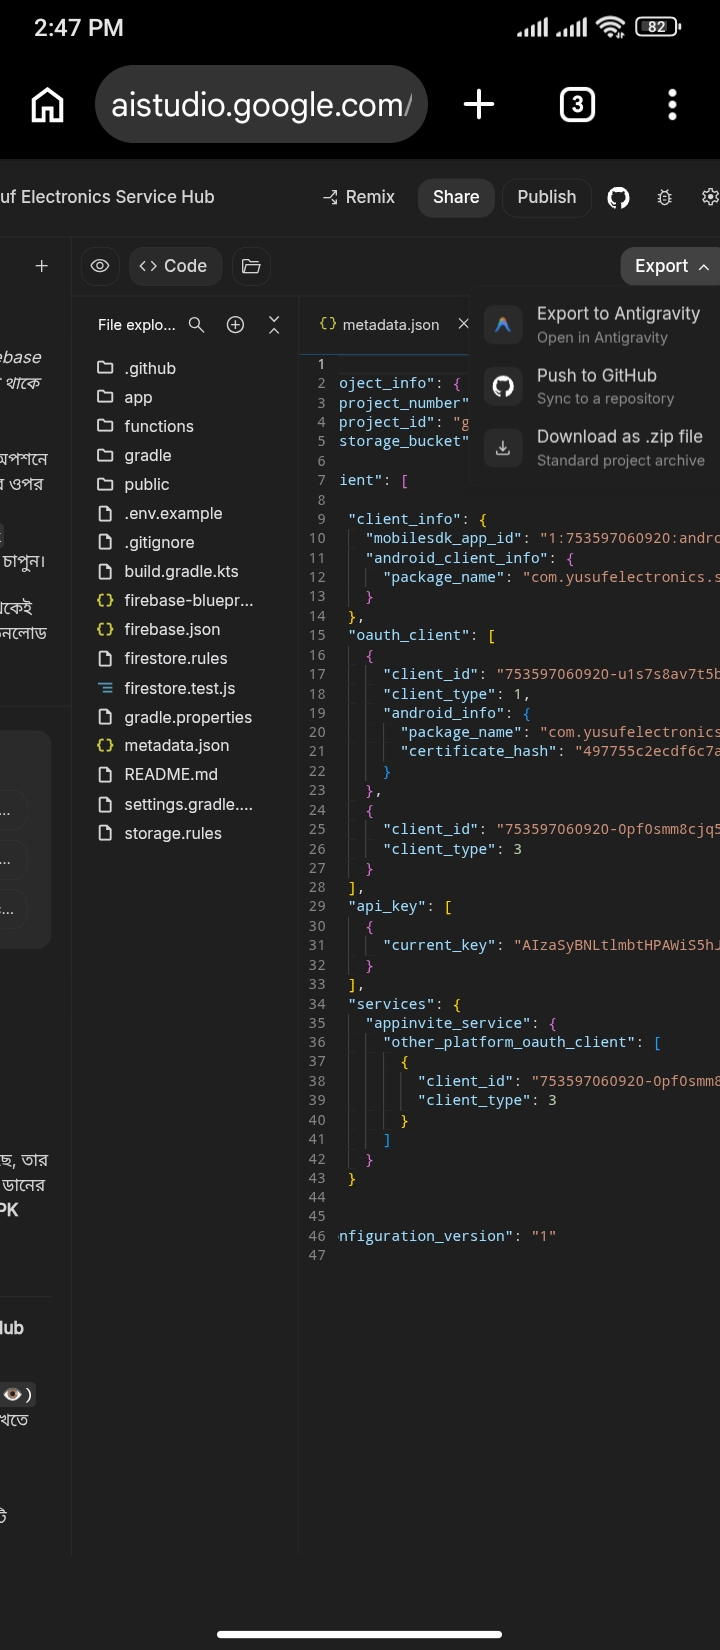 2:47 PM
82
aistudio.google.com/
3
uf Electronics Service Hub
Remix
Share
Publish
Code
Export
Export to Antigravity
Open in Antigravity
Push to GitHub
Sync to a repository
Download as .zip file
Standard project archive
ebase
থাকে
অপশনে
র ওপর
চাপুন।
কেই
নলোড
...
...
...
ছে, তার
ডানের
PK
Hub
)
খতে
টি
File explo...
.github
app
functions
gradle
public
.env.example
.gitignore
build.gradle.kts
firebase-bluepr...
firebase.json
firestore.rules
firestore.test.js
gradle.properties
metadata.json
README.md
settings.gradle....
storage.rules
{} metadata.json
1
2 oject_info": {
3 project_number"
4 project_id": "g
5 storage_bucket"
6
7 ient": [
8
9 "client_info": {
10 "mobilesdk_app_id": "1:753597060920:andro
11 "android_client_info": {
12 "package_name": "com.yusufelectronics.s
13 }
14 },
15 "oauth_client": [
16 {
17 "client_id": "753597060920-u1s7s8av7t5b
18 "client_type": 1,
19 "android_info": {
20 "package_name": "com.yusufelectronics
21 "certificate_hash": "497755c2ecdf6c7a
22 }
23 },
24 {
25 "client_id": "753597060920-0pf0smm8cjq5
26 "client_type": 3
27 }
28 ],
29 "api_key": [
30 {
31 "current_key": "AIzaSyBNLtlmbtHPAWiS5hJ
32 }
33 ],
34 "services": {
35 "appinvite_service": {
36 "other_platform_oauth_client": [
37 {
38 "client_id": "753597060920-0pf0smm8
39 "client_type": 3
40 }
41 ]
42 }
43 }
44
45
46 nfiguration_version": "1"
47